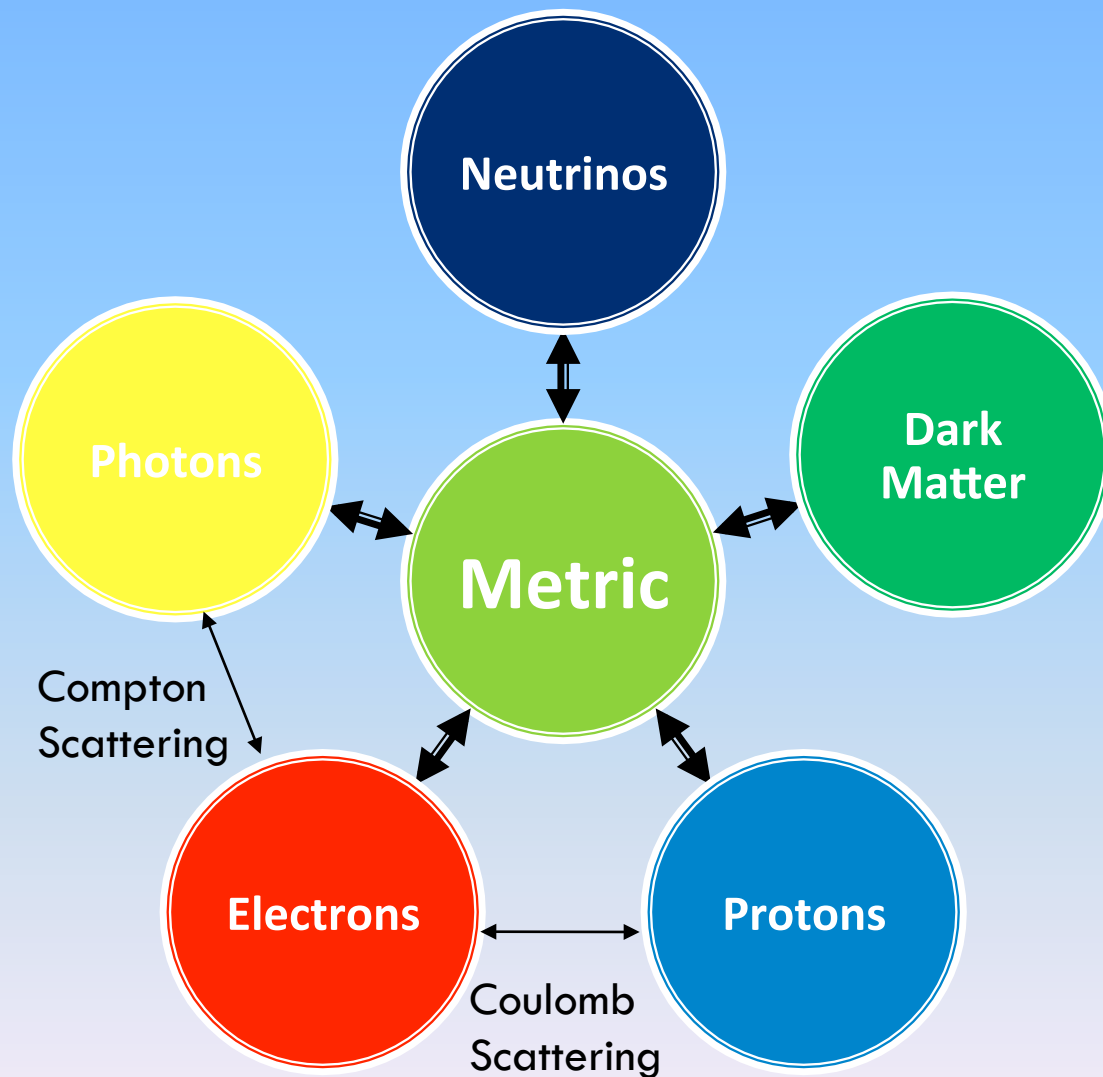 Neutrinos
Photons
Dark
Matter
Metric
Compton
Scattering
Electrons
Protons
Coulomb
Scattering